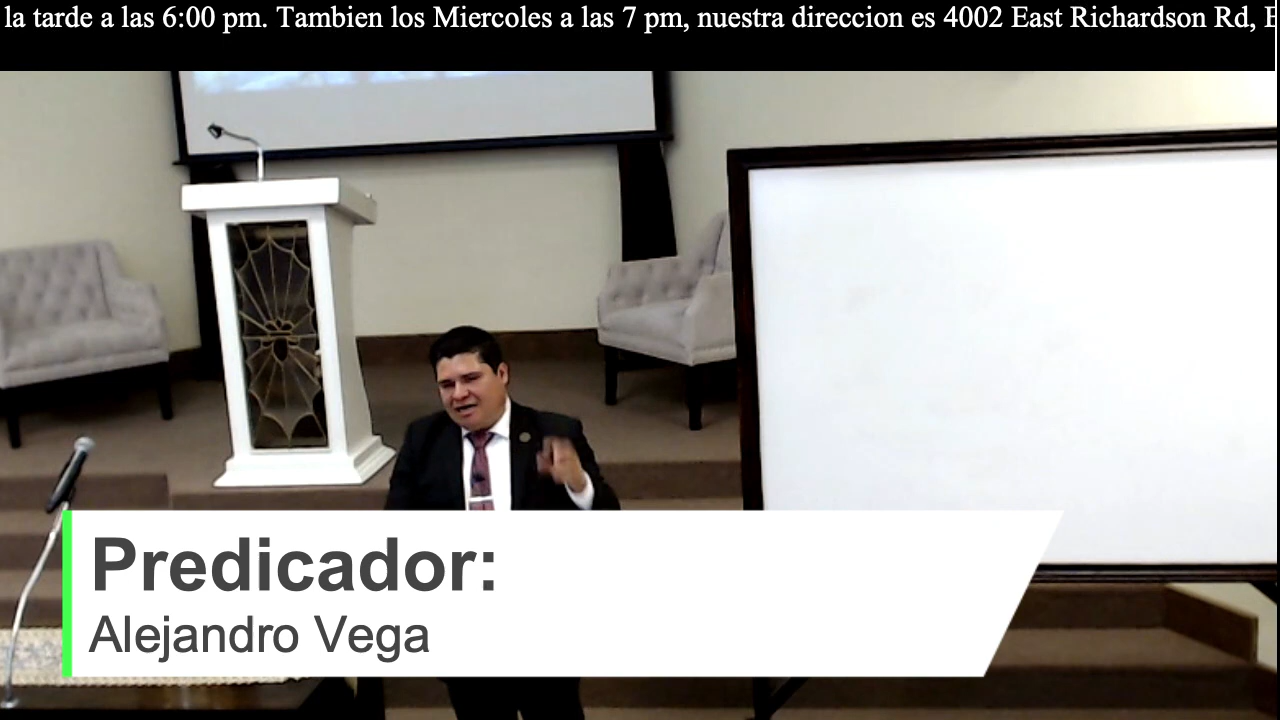 la tarde a las 6:00 pm. Tambien los Miercoles a las 7 pm, nuestra direccion es 4002 East Richardson Rd,
Predicador:
Alejandro Vega